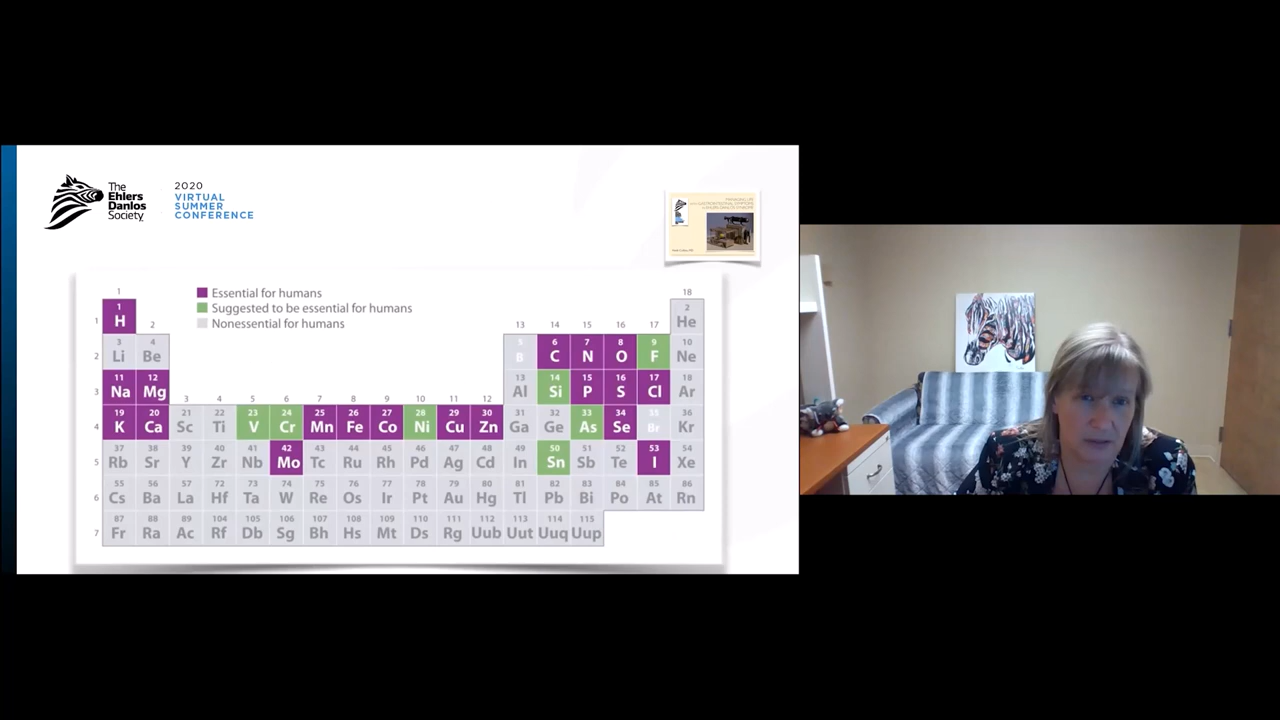 The
Ehlers
Danlos
Society
2020
VIRTUAL
SUMMER
CONFERENCE
Essential for humans
Suggested to be essential for humans
Nonessential for humans
1 18
1 2
1 H He
2 13 14 15 16 17
3 4 5 6 7 8 9 10
2 Li Be B C N O F Ne
11 12 13 14 15 16 17 18
3 Na Mg Al Si P S Cl Ar
3 4 5 6 7 8 9 10 11 12
19 20 21 22 23 24 25 26 27 28 29 30 31 32 33 34 35 36
4 K Ca Sc Ti V Cr Mn Fe Co Ni Cu Zn Ga Ge As Se Br Kr
37 38 39 40 41 42 43 44 45 46 47 48 49 50 51 52 53 54
5 Rb Sr Y Zr Nb Mo Tc Ru Rh Pd Ag Cd In Sn Sb Te I Xe
55 56 57 72 73 74 75 76 77 78 79 80 81 82 83 84 85 86
6 Cs Ba La Hf Ta W Re Os Ir Pt Au Hg Tl Pb Bi Po At Rn
87 88 89 104 105 106 107 108 109 110 111 112 113 114 115
7 Fr Ra Ac Rf Db Sg Bh Hs Mt Ds Rg Uub Uut Uuq Uup